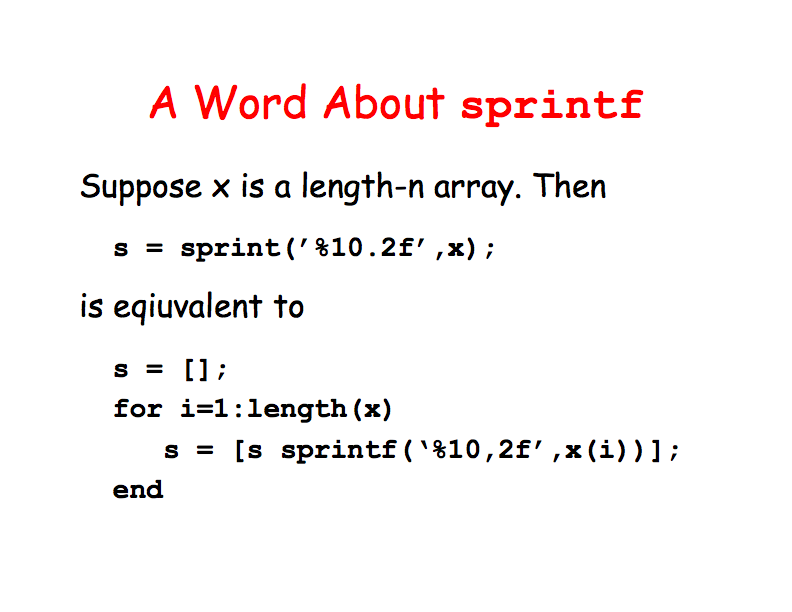 A Word About sprintf
Suppose x is a length-n array. Then
s = sprint(’%10.2f’,x);
is eqiuvalent to
s = [];
for i=1:length(x)
s = [s sprintf(‘%10,2f’,x(i))];
end